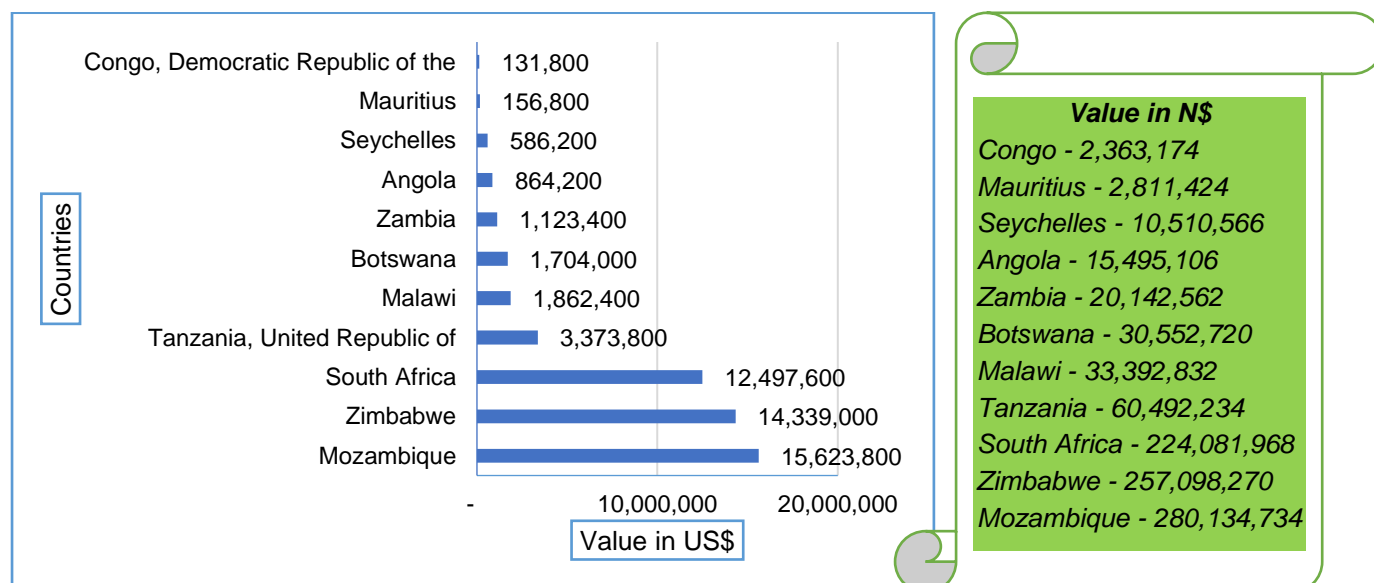 Countries
Congo, Democratic Republic of the 131,800
Mauritius 156,800
Seychelles 586,200
Angola 864,200
Zambia 1,123,400
Botswana 1,704,000
Malawi 1,862,400
Tanzania, United Republic of 3,373,800
South Africa 12,497,600
Zimbabwe 14,339,000
Mozambique 15,623,800
- 10,000,000 20,000,000
Value in US$
Value in N$
Congo - 2,363,174
Mauritius - 2,811,424
Seychelles - 10,510,566
Angola - 15,495,106
Zambia - 20,142,562
Botswana - 30,552,720
Malawi - 33,392,832
Tanzania - 60,492,234
South Africa - 224,081,968
Zimbabwe - 257,098,270
Mozambique - 280,134,734